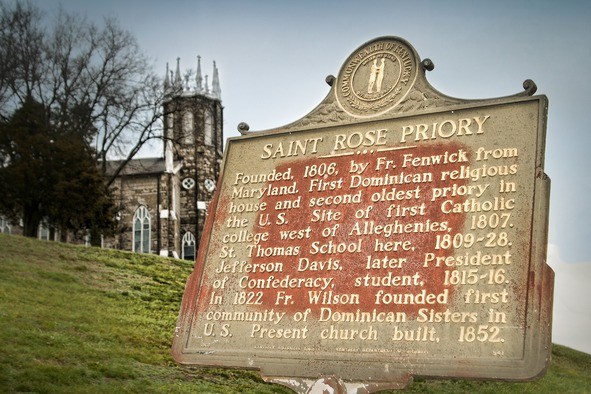 COMMONWEALTH OF KENTUCKY
SAINT ROSE PRIORY
Founded, 1806, by Fr. Fenwick from
Maryland. First Dominican religious
house and second oldest priory in
the U.S. Site of first Catholic
college west of Alleghenies, 1807.
St. Thomas School here, 1809-28.
Jefferson Davis, later President
of Confederacy, student, 1815-16.
In 1822 Fr. Wilson founded first
community of Dominican Sisters in
U.S. Present church built, 1852.